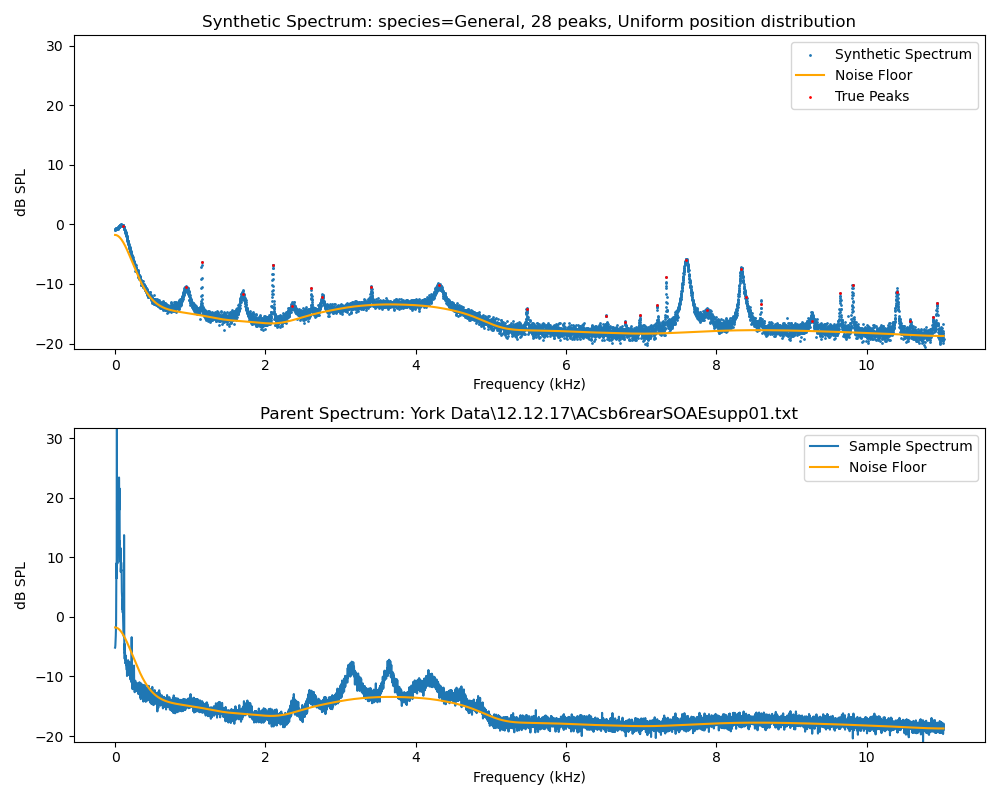 Synthetic Spectrum: species=General, 28 peaks, Uniform position distribution
30
20
10
0
−10
−20
dB SPL
Synthetic Spectrum
Noise Floor
True Peaks
0 2 4 6 8 10
Frequency (kHz)
Parent Spectrum: York Data\12.12.17\ACsb6rearSOAEsupp01.txt
30
20
10
0
−10
−20
dB SPL
Sample Spectrum
Noise Floor
0 2 4 6 8 10
Frequency (kHz)